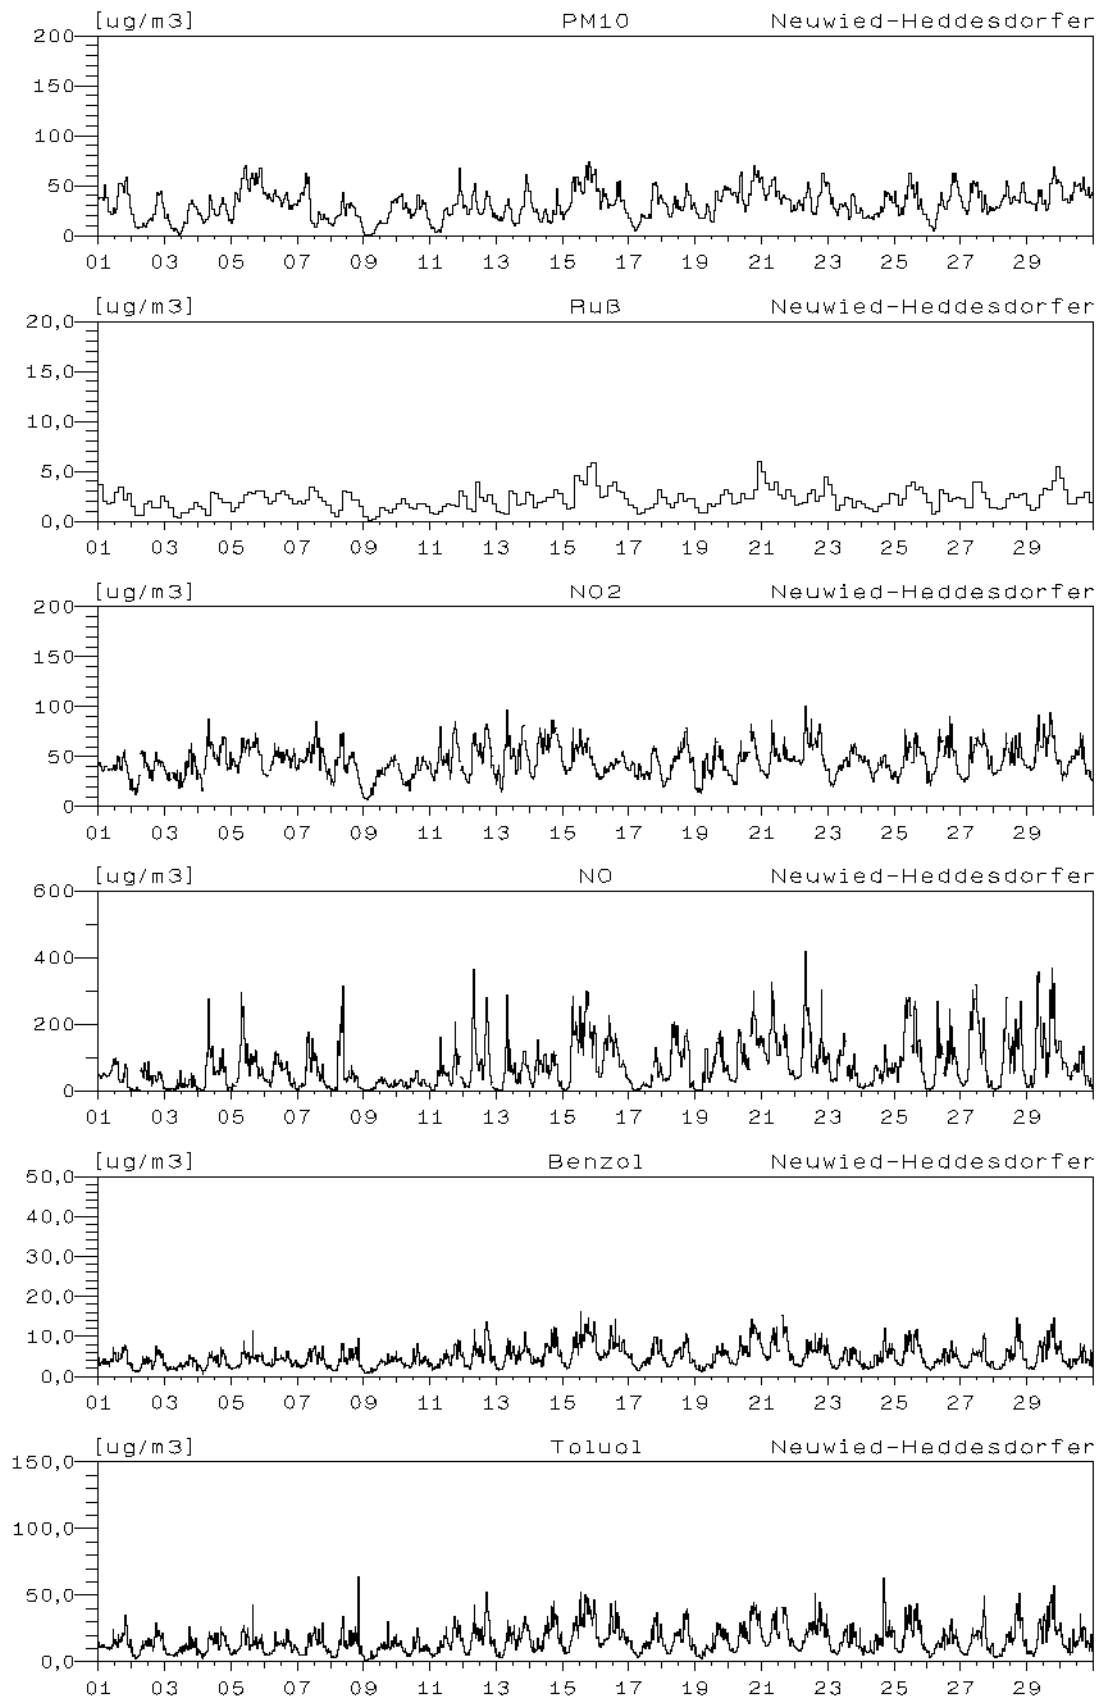 [ug/m3] PM10 Neuwied-Heddesdorfer
200
150
100
50
0
01 03 05 07 09 11 13 15 17 19 21 23 25 27 29
[ug/m3] Ruß Neuwied-Heddesdorfer
20,0
15,0
10,0
5,0
0,0
01 03 05 07 09 11 13 15 17 19 21 23 25 27 29
[ug/m3] NO2 Neuwied-Heddesdorfer
200
150
100
50
0
01 03 05 07 09 11 13 15 17 19 21 23 25 27 29
[ug/m3] NO Neuwied-Heddesdorfer
600
400
200
0
01 03 05 07 09 11 13 15 17 19 21 23 25 27 29
[ug/m3] Benzol Neuwied-Heddesdorfer
50,0
40,0
30,0
20,0
10,0
0,0
01 03 05 07 09 11 13 15 17 19 21 23 25 27 29
[ug/m3] Toluol Neuwied-Heddesdorfer
150,0
100,0
50,0
0,0
01 03 05 07 09 11 13 15 17 19 21 23 25 27 29